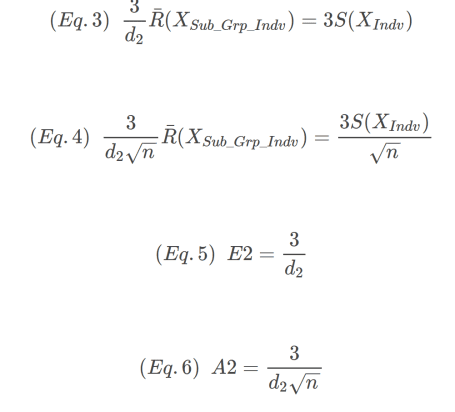 (Eq. 3) 3/d₂ R̄(X_Sub_Grp_Indv) = 3S(X_Indv)
(Eq. 4) 3/(d₂√n) R̄(X_Sub_Grp_Indv) = 3S(X_Indv)/√n
(Eq. 5) E2 = 3/d₂
(Eq. 6) A2 = 3/(d₂√n)